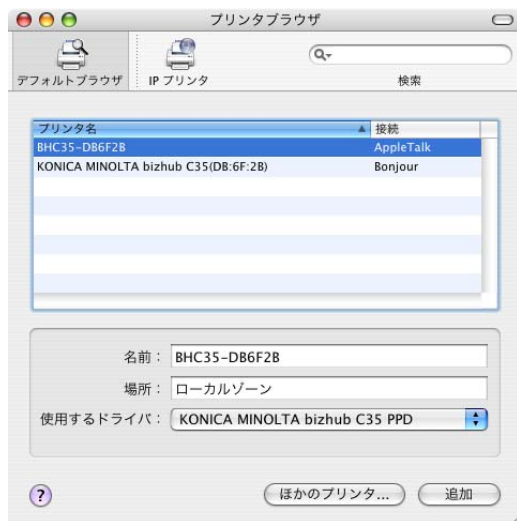 プリンタブラウザ
デフォルトブラウザ IP プリンタ 検索
プリンタ名 接続
BHC35-DB6F2B AppleTalk
KONICA MINOLTA bizhub C35(DB:6F:2B) Bonjour
名前： BHC35-DB6F2B
場所： ローカルゾーン
使用するドライバ： KONICA MINOLTA bizhub C35 PPD
? ほかのプリンタ... 追加